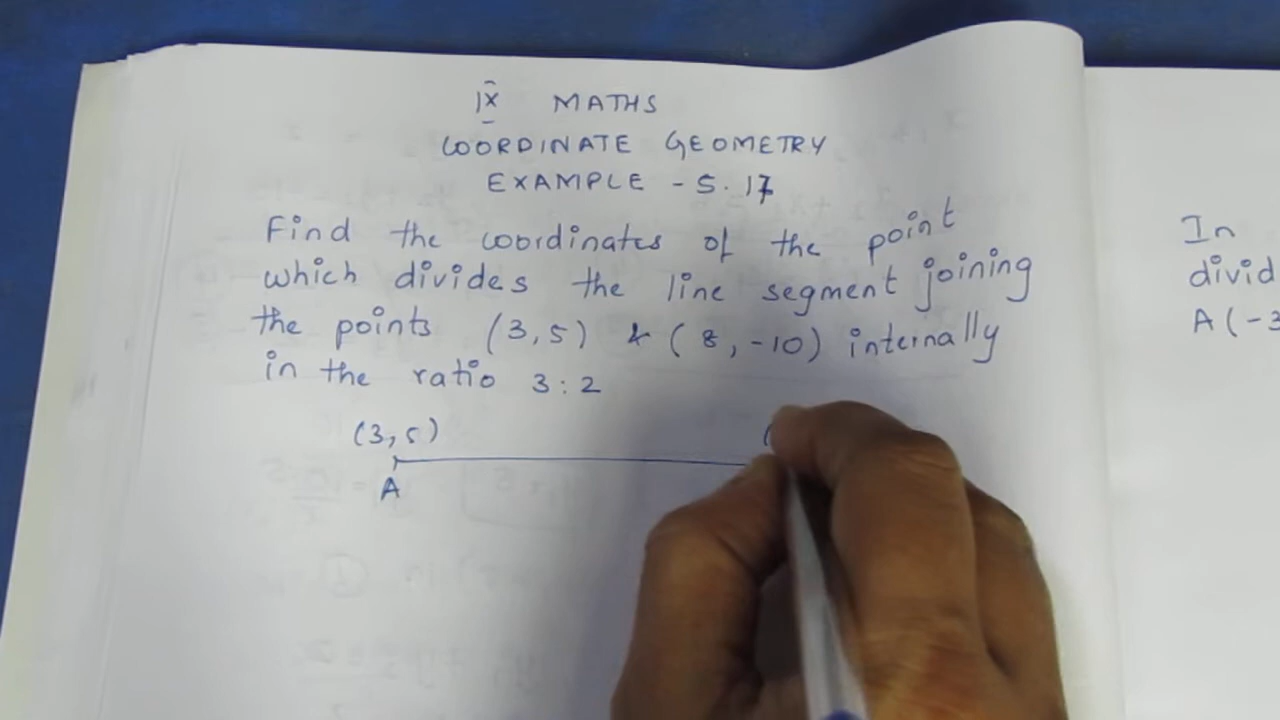 IX MATHS
COORDINATE GEOMETRY
EXAMPLE - 5.17
Find the coordinates of the point
which divides the line segment joining
the points (3,5) & (8,-10) internally
in the ratio 3:2
(3,5) (
A
In
divid
A(-3